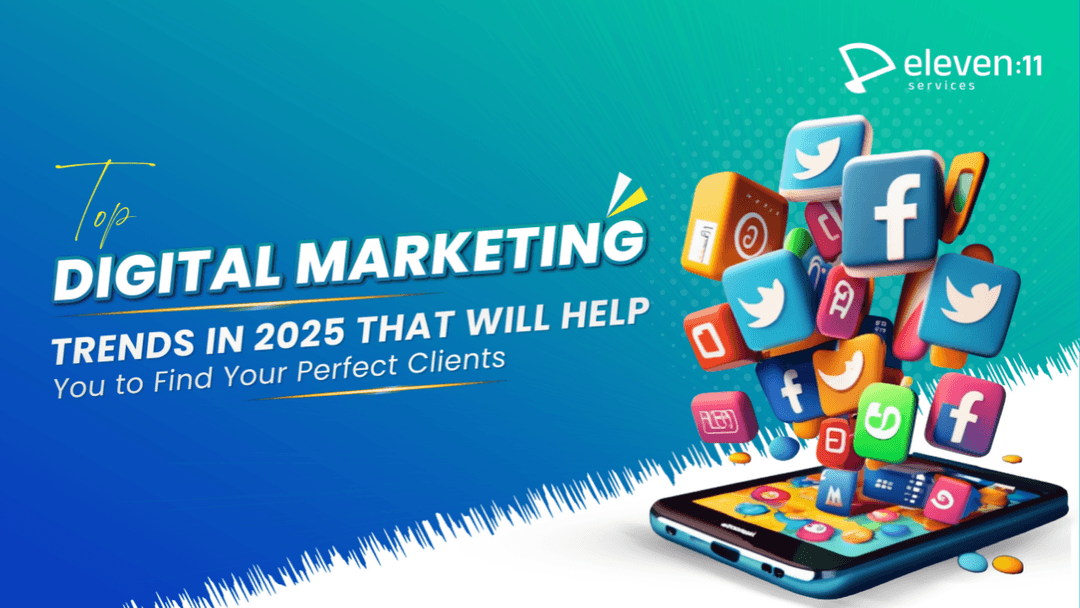 eleven:11
services
Top
DIGITAL MARKETING
TRENDS IN 2025 THAT WILL HELP
You to Find Your Perfect Clients